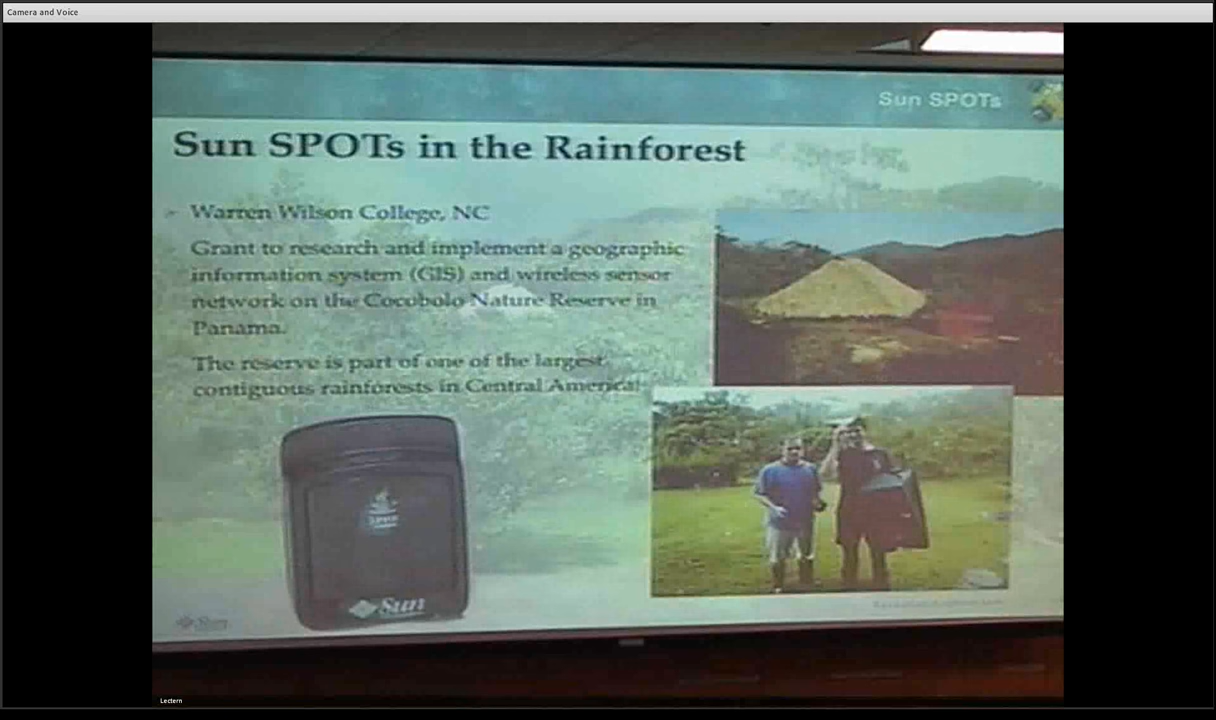 Camera and Voice
Sun SPOTs
Sun SPOTs in the Rainforest
Warren Wilson College, NC
Grant to research and implement a geographic
information system (GIS) and wireless sensor
network on the Cocobolo Nature Reserve in
Panama.
The reserve is part of one of the largest
contiguous rainforests in Central America!
Sun
Sun
Lectern